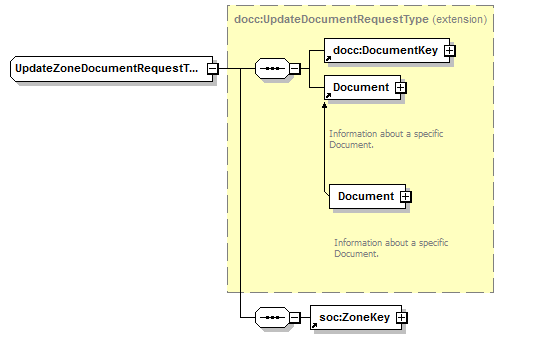 docc:UpdateDocumentRequestType (extension)
docc:DocumentKey
UpdateZoneDocumentRequestT...
Document
Information about a specific
Document.
Document
Information about a specific
Document.
soc:ZoneKey